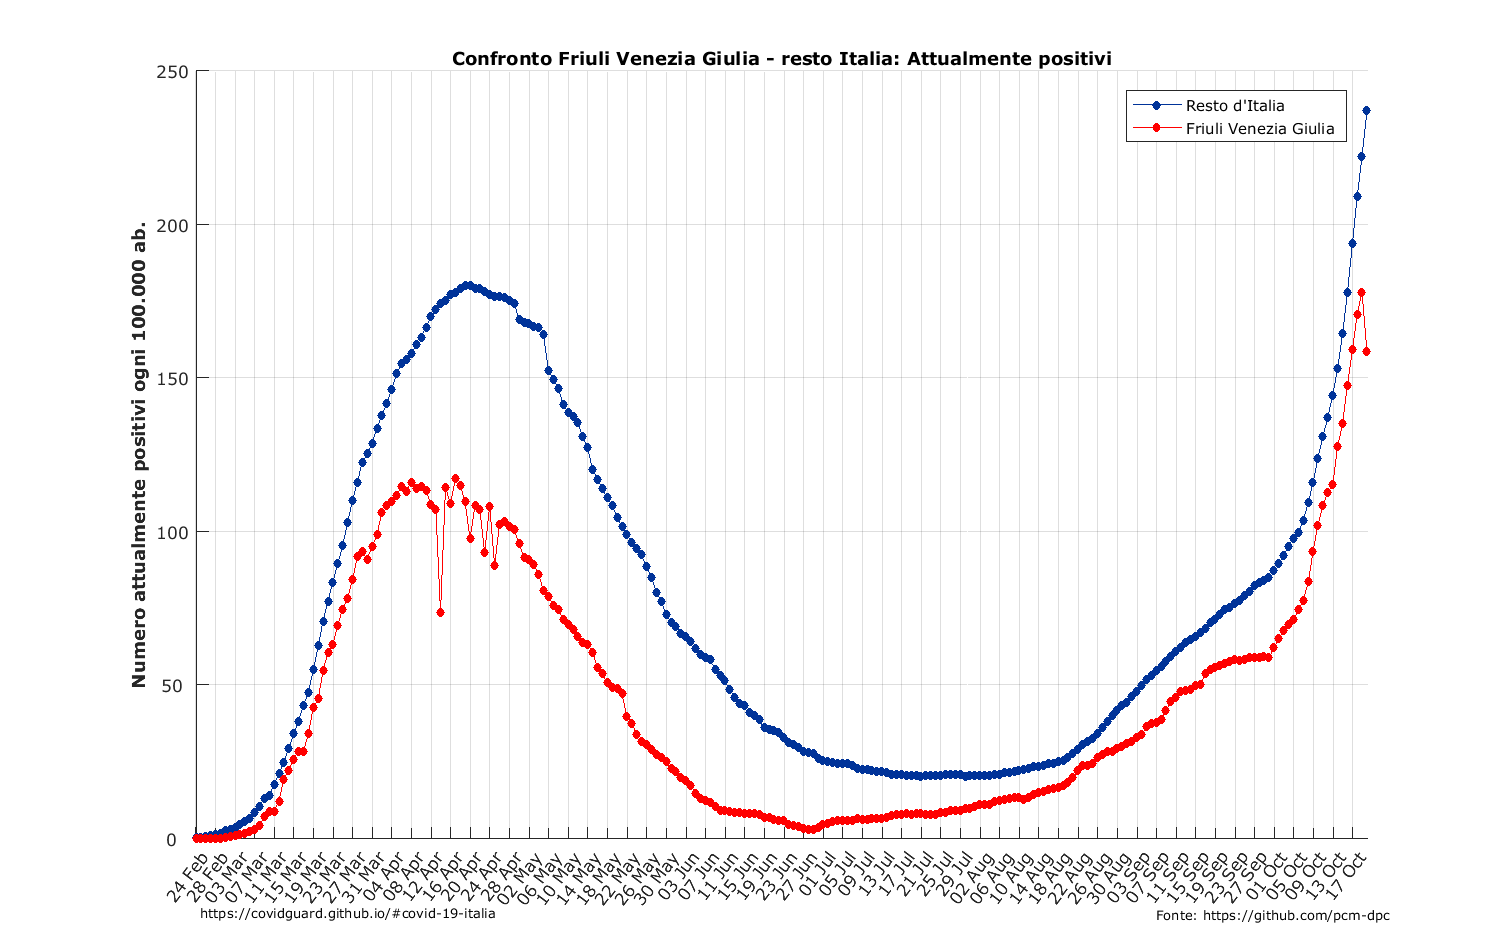 Confronto Friuli Venezia Giulia - resto Italia: Attualmente positivi
Resto d'Italia
Friuli Venezia Giulia
Numero attualmente positivi ogni 100.000 ab.
250
200
150
100
50
0
24 Feb
28 Feb
03 Mar
07 Mar
11 Mar
15 Mar
19 Mar
23 Mar
27 Mar
31 Mar
04 Apr
08 Apr
12 Apr
16 Apr
20 Apr
24 Apr
28 Apr
02 May
06 May
10 May
14 May
18 May
22 May
26 May
30 May
03 Jun
07 Jun
11 Jun
15 Jun
19 Jun
23 Jun
27 Jun
01 Jul
05 Jul
09 Jul
13 Jul
17 Jul
21 Jul
25 Jul
29 Jul
02 Aug
06 Aug
10 Aug
14 Aug
18 Aug
22 Aug
26 Aug
30 Aug
03 Sep
07 Sep
11 Sep
15 Sep
19 Sep
23 Sep
27 Sep
01 Oct
05 Oct
09 Oct
13 Oct
17 Oct
https://covidguard.github.io/#covid-19-italia
Fonte: https://github.com/pcm-dpc